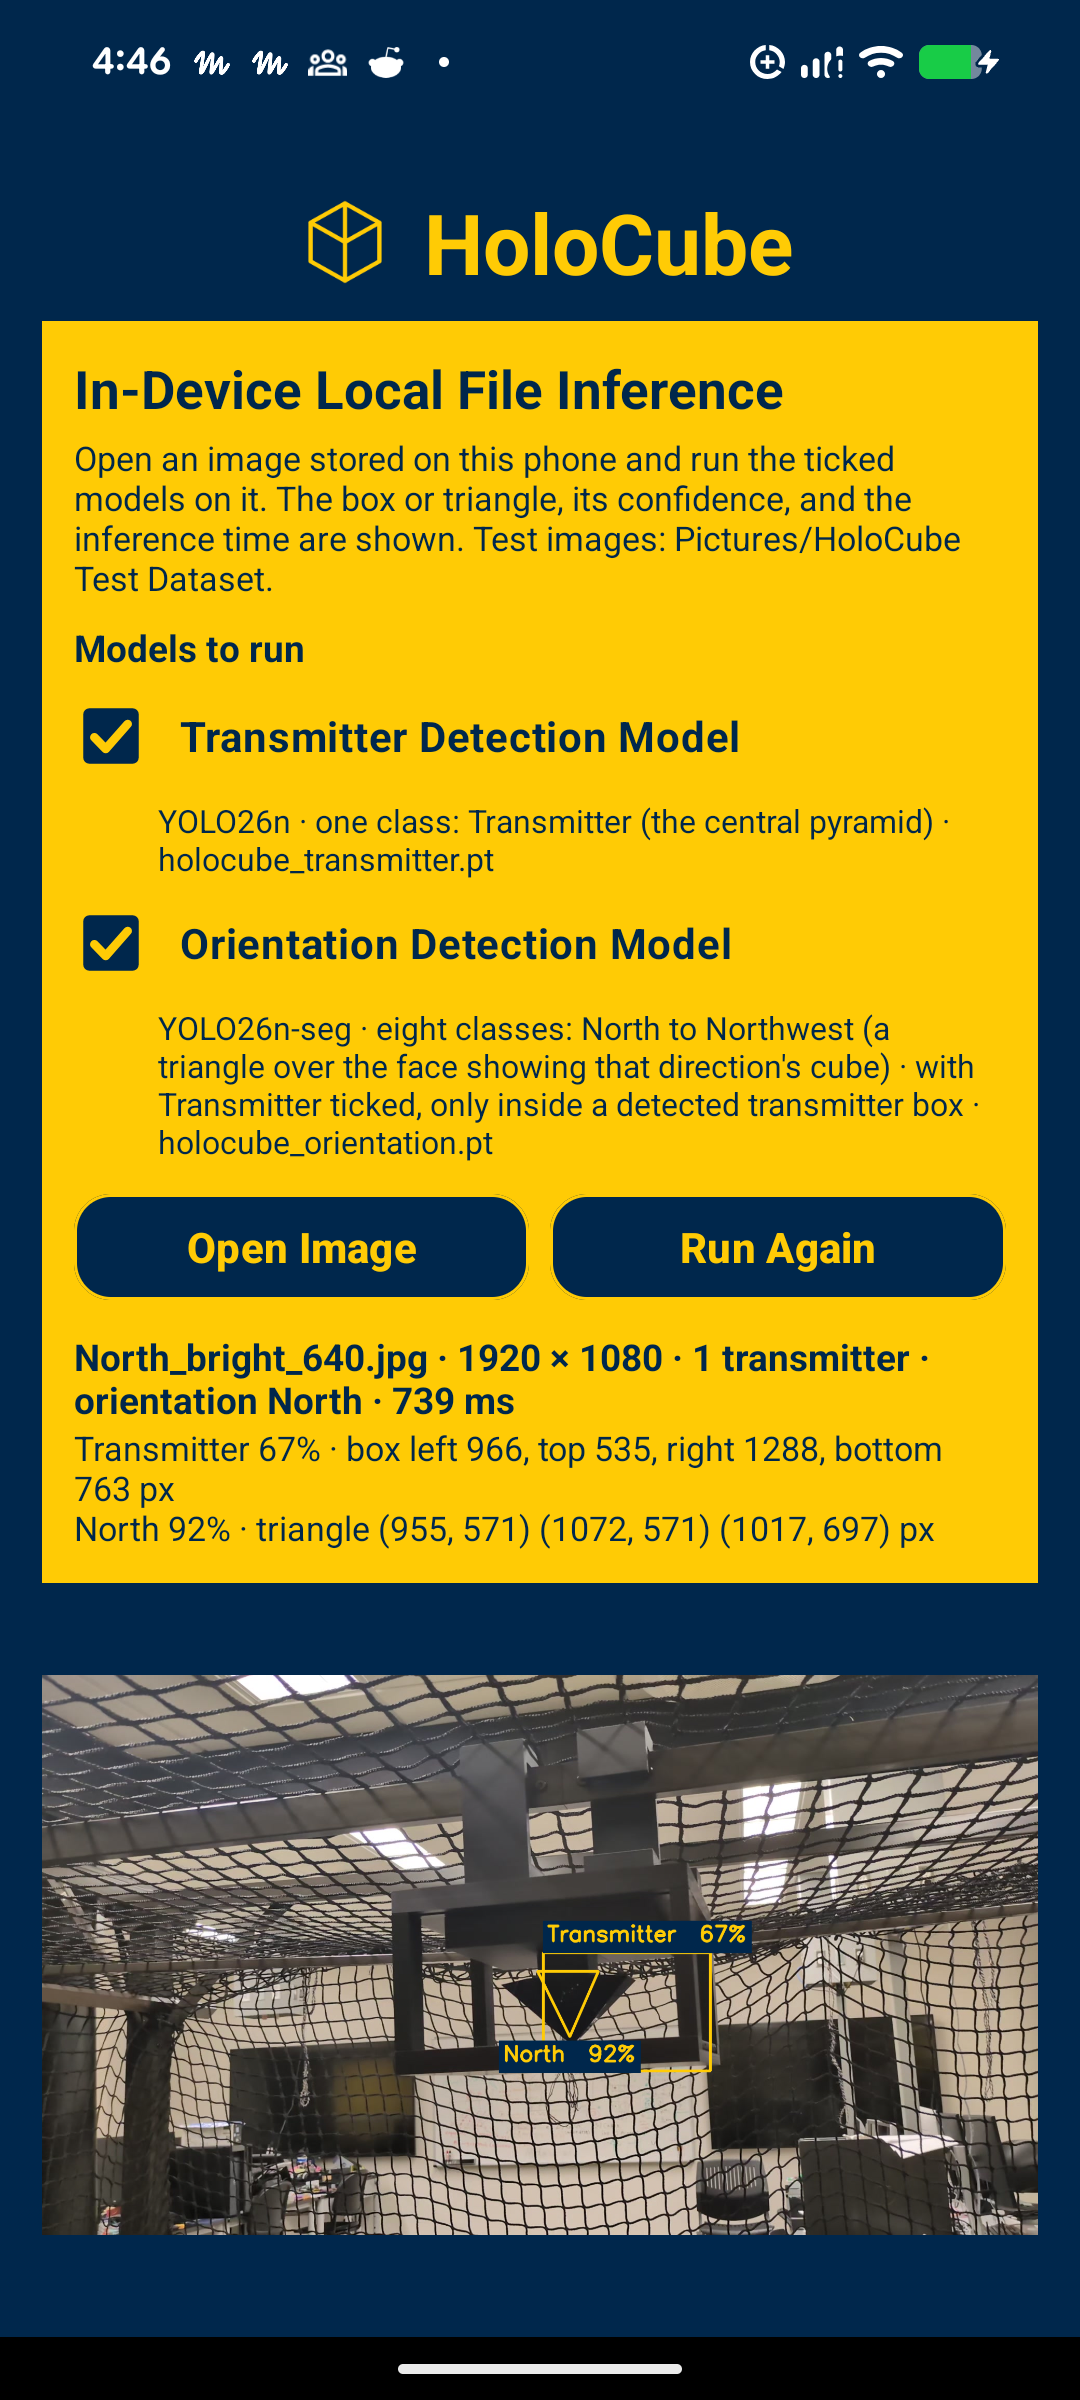 4:46
HoloCube
In-Device Local File Inference
Open an image stored on this phone and run the ticked
models on it. The box or triangle, its confidence, and the
inference time are shown. Test images: Pictures/HoloCube
Test Dataset.
Models to run
Transmitter Detection Model
YOLO26n · one class: Transmitter (the central pyramid) ·
holocube_transmitter.pt
Orientation Detection Model
YOLO26n-seg · eight classes: North to Northwest (a
triangle over the face showing that direction's cube) · with
Transmitter ticked, only inside a detected transmitter box ·
holocube_orientation.pt
Open Image
Run Again
North_bright_640.jpg · 1920 × 1080 · 1 transmitter ·
orientation North · 739 ms
Transmitter 67% · box left 966, top 535, right 1288, bottom
763 px
North 92% · triangle (955, 571) (1072, 571) (1017, 697) px
Transmitter 67%
North 92%